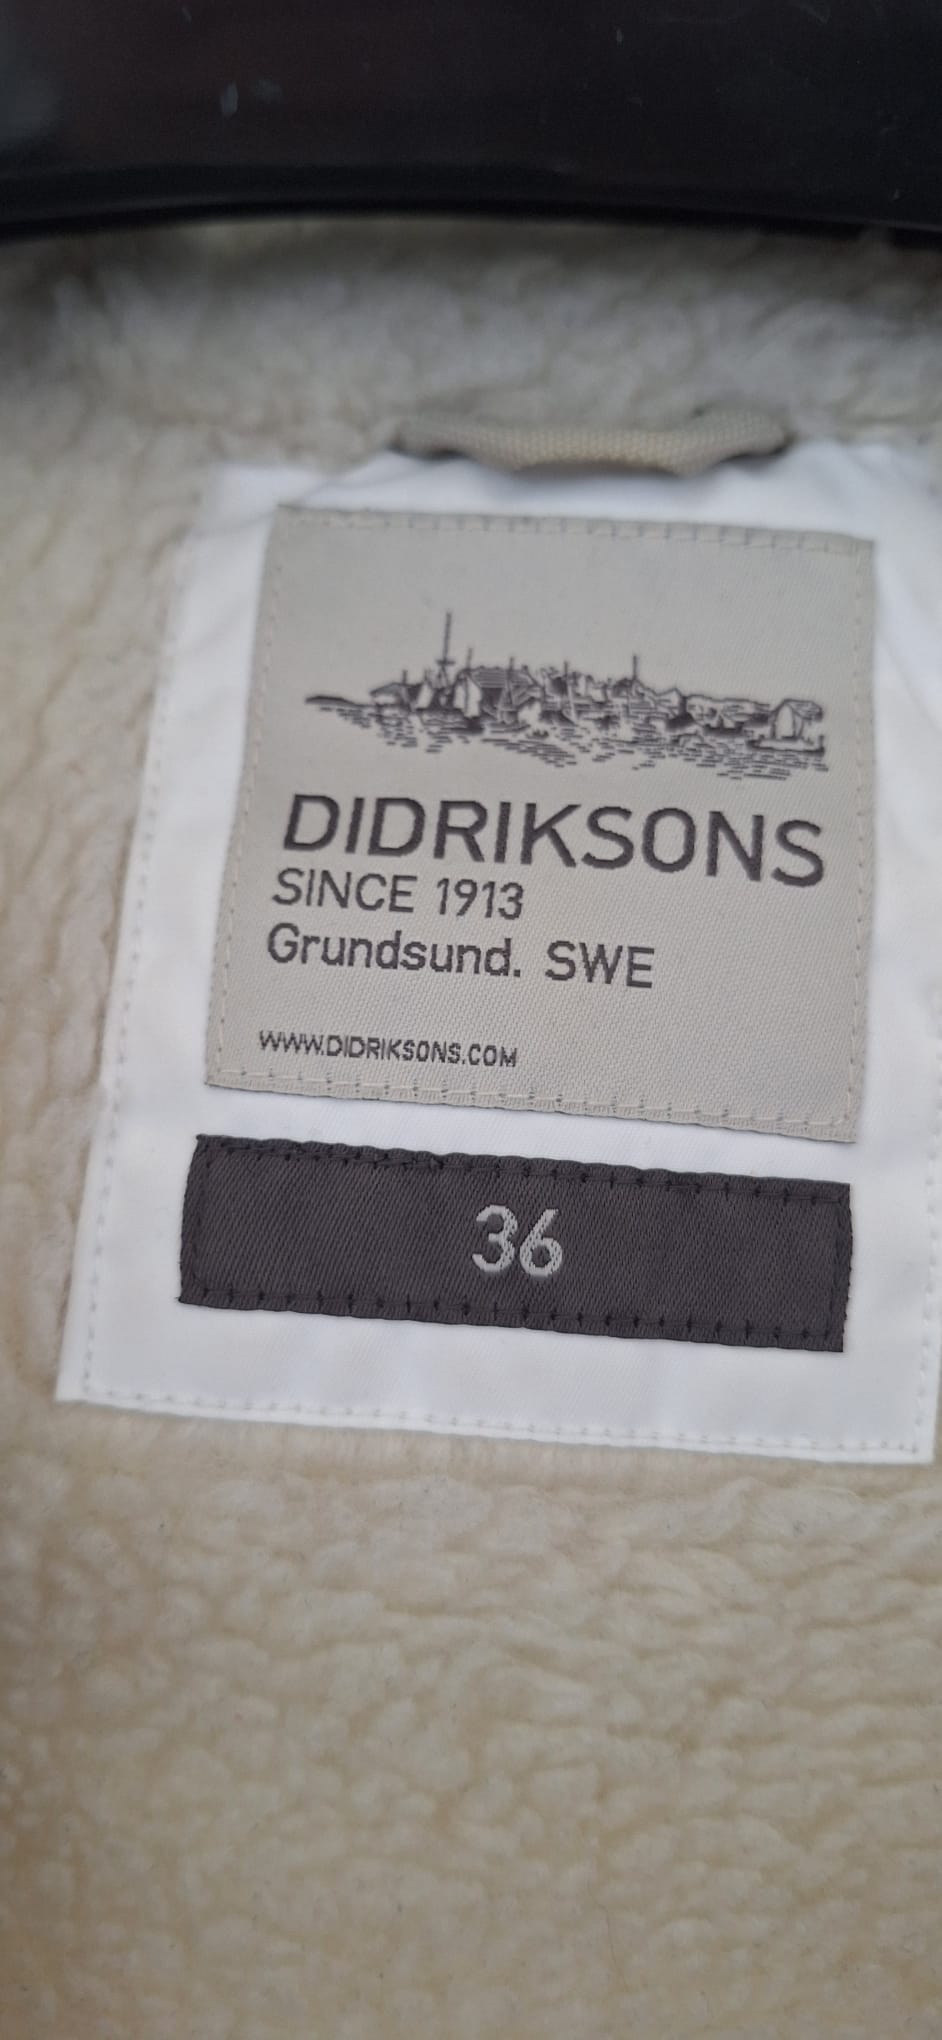 DIDRIKSONS
SINCE 1913
Grundsund. SWE
WWW.DIDRIKSONS.COM
36